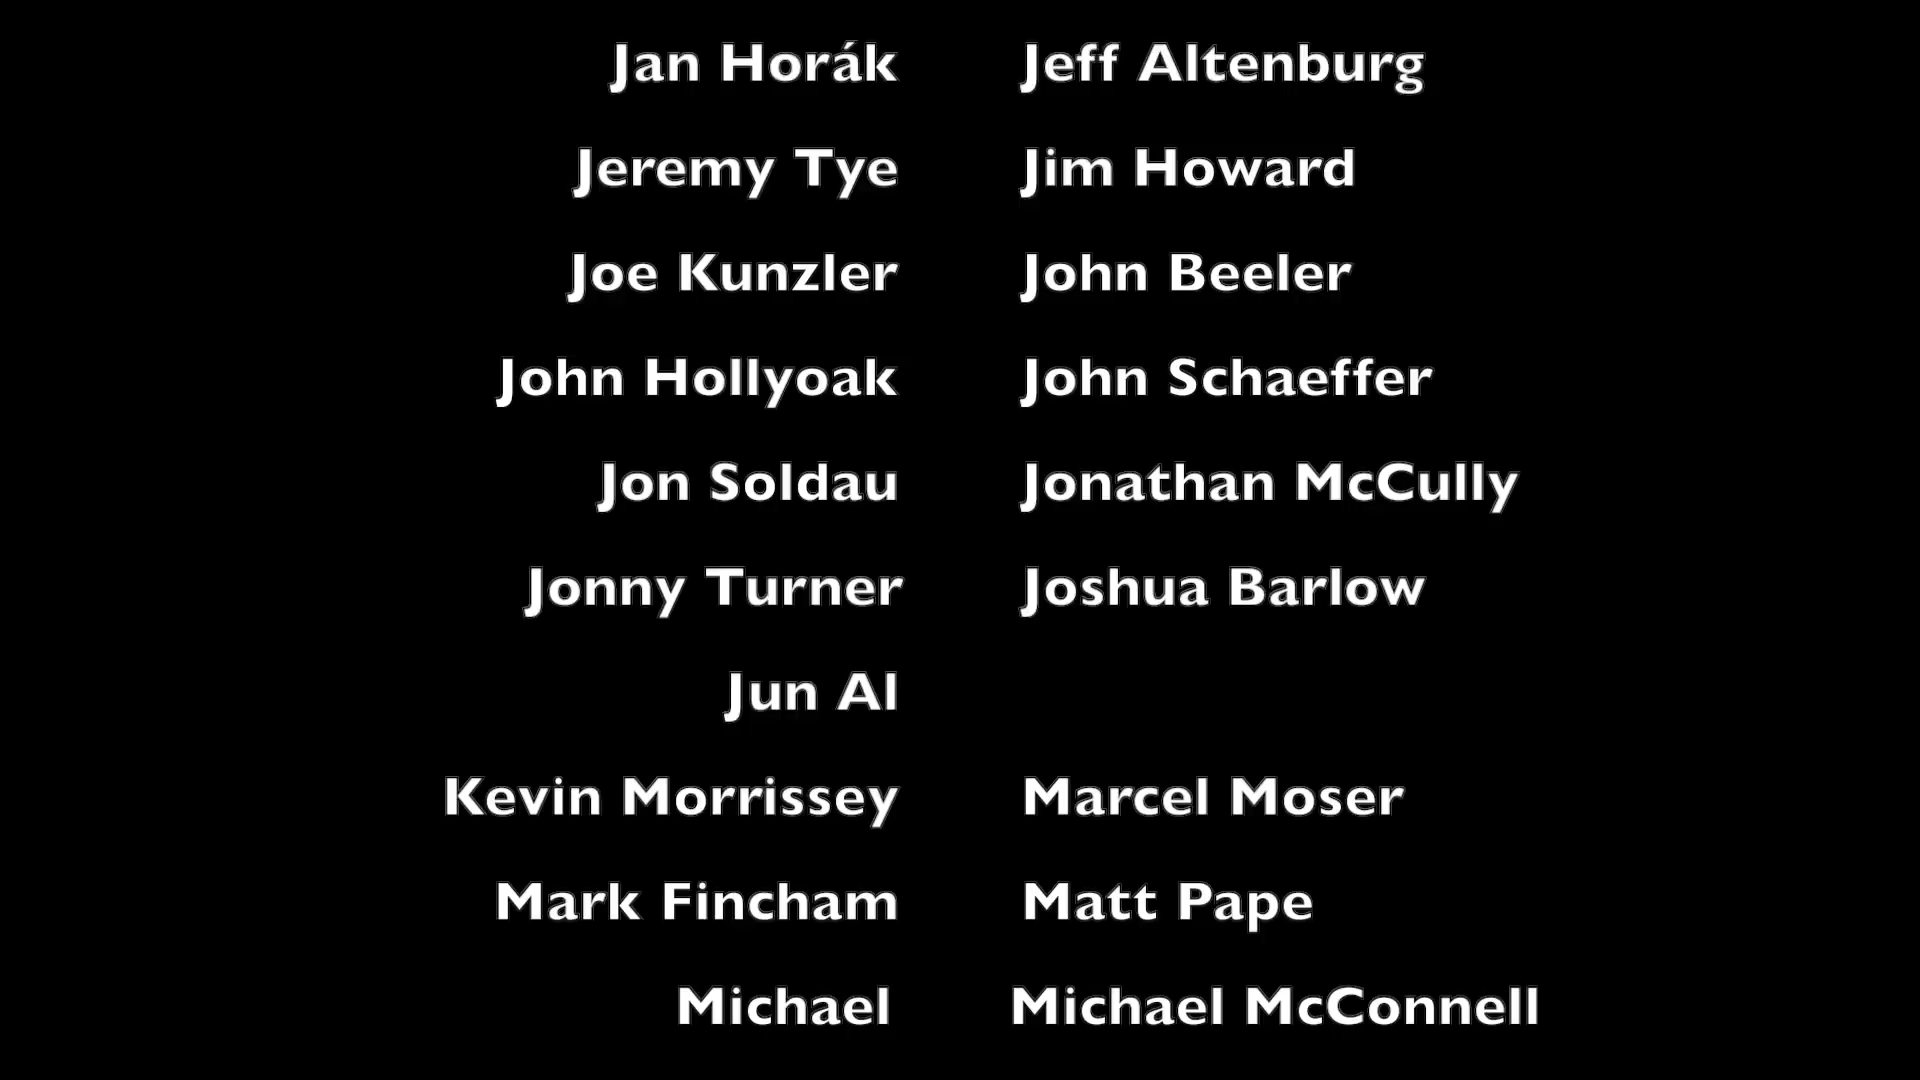 Jan Horák Jeff Altenburg
Jeremy Tye Jim Howard
Joe Kunzler John Beeler
John Hollyoak John Schaeffer
Jon Soldau Jonathan McCully
Jonny Turner Joshua Barlow
Jun Al
Kevin Morrissey Marcel Moser
Mark Fincham Matt Pape
Michael Michael McConnell